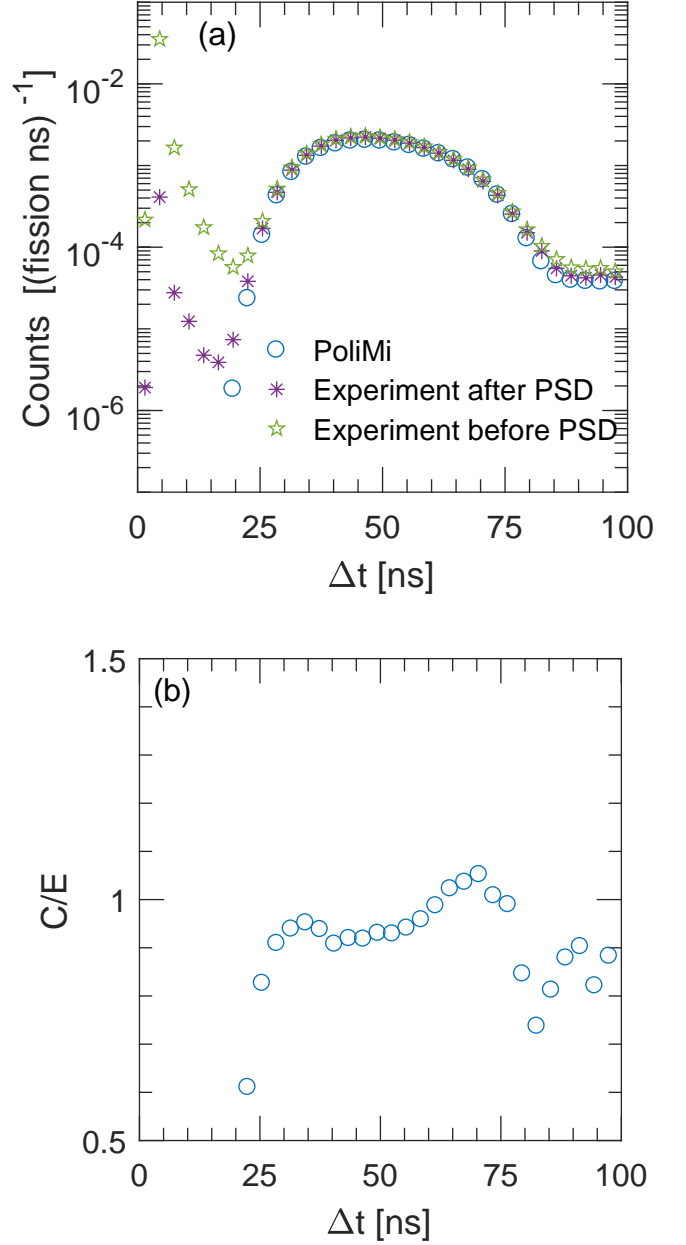 (a)
10^-2
10^-4
10^-6
Counts [(fission ns)^-1]
PoliMi
Experiment after PSD
Experiment before PSD
0 25 50 75 100
Δt [ns]
(b)
1.5
1
0.5
C/E
0 25 50 75 100
Δt [ns]